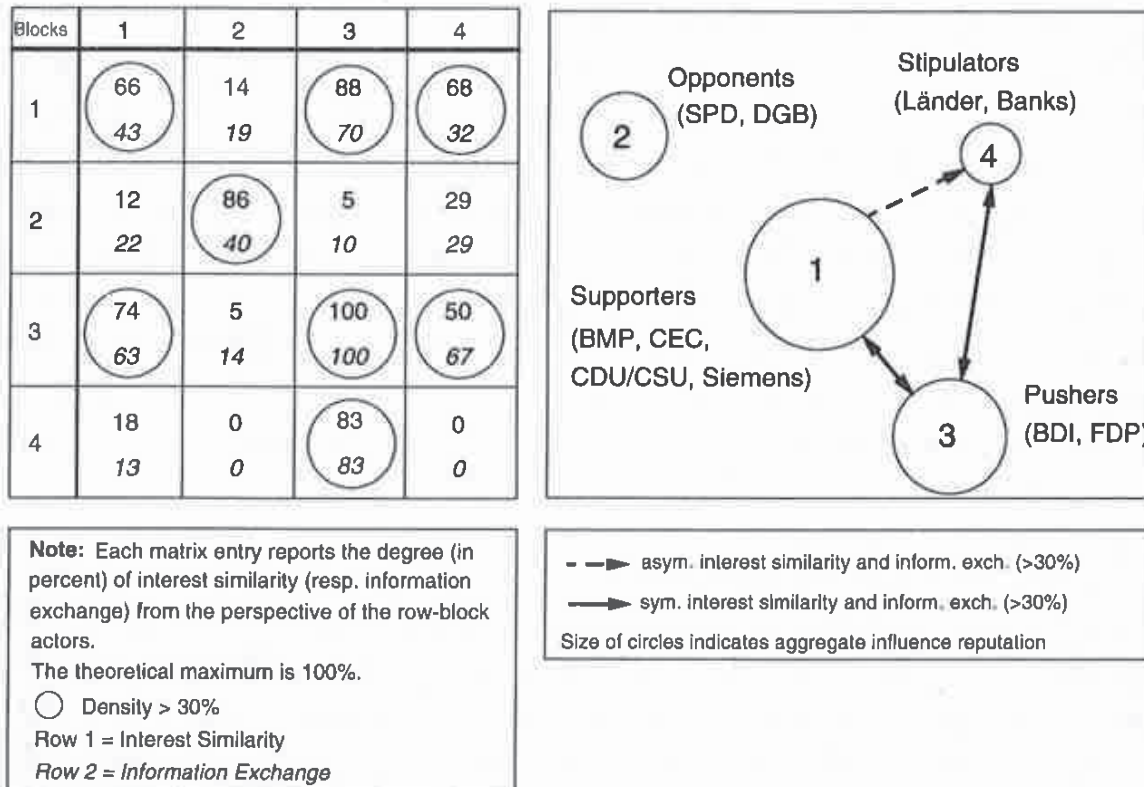 Blocks 1 2 3 4
1 66 14 88 68
43 19 70 32
2 12 86 5 29
22 40 10 29
3 74 5 100 50
63 14 100 67
4 18 0 83 0
13 0 83 0
Note: Each matrix entry reports the degree (in
percent) of interest similarity (resp. information
exchange) from the perspective of the row-block
actors.
The theoretical maximum is 100%.
Density > 30%
Row 1 = Interest Similarity
Row 2 = Information Exchange
Opponents
(SPD, DGB)
2
Stipulators
(Länder, Banks)
4
1
Supporters
(BMP, CEC,
CDU/CSU, Siemens)
3
Pushers
(BDI, FDP)
asym. interest similarity and inform. exch. (>30%)
sym. interest similarity and inform. exch. (>30%)
Size of circles indicates aggregate influence reputation